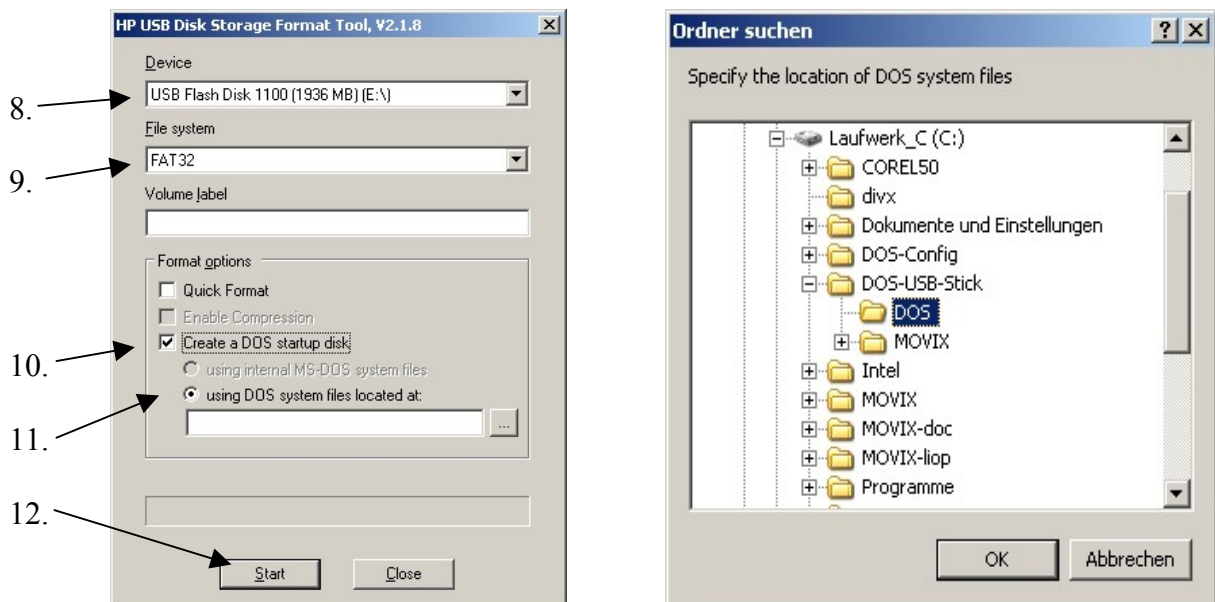 HP USB Disk Storage Format Tool, V2.1.8
Device
8.
USB Flash Disk 1100 (1936 MB) (E:\)
File system
9.
FAT32
Volume label
Format options
Quick Format
Enable Compression
10.
Create a DOS startup disk
using internal MS-DOS system files
11.
using DOS system files located at:
...
12.
Start Close
Ordner suchen
Specify the location of DOS system files
Laufwerk_C (C:)
COREL50
divx
Dokumente und Einstellungen
DOS-Config
DOS-USB-Stick
DOS
MOVIX
Intel
MOVIX
MOVIX-doc
MOVIX-liop
Programme
OK Abbrechen